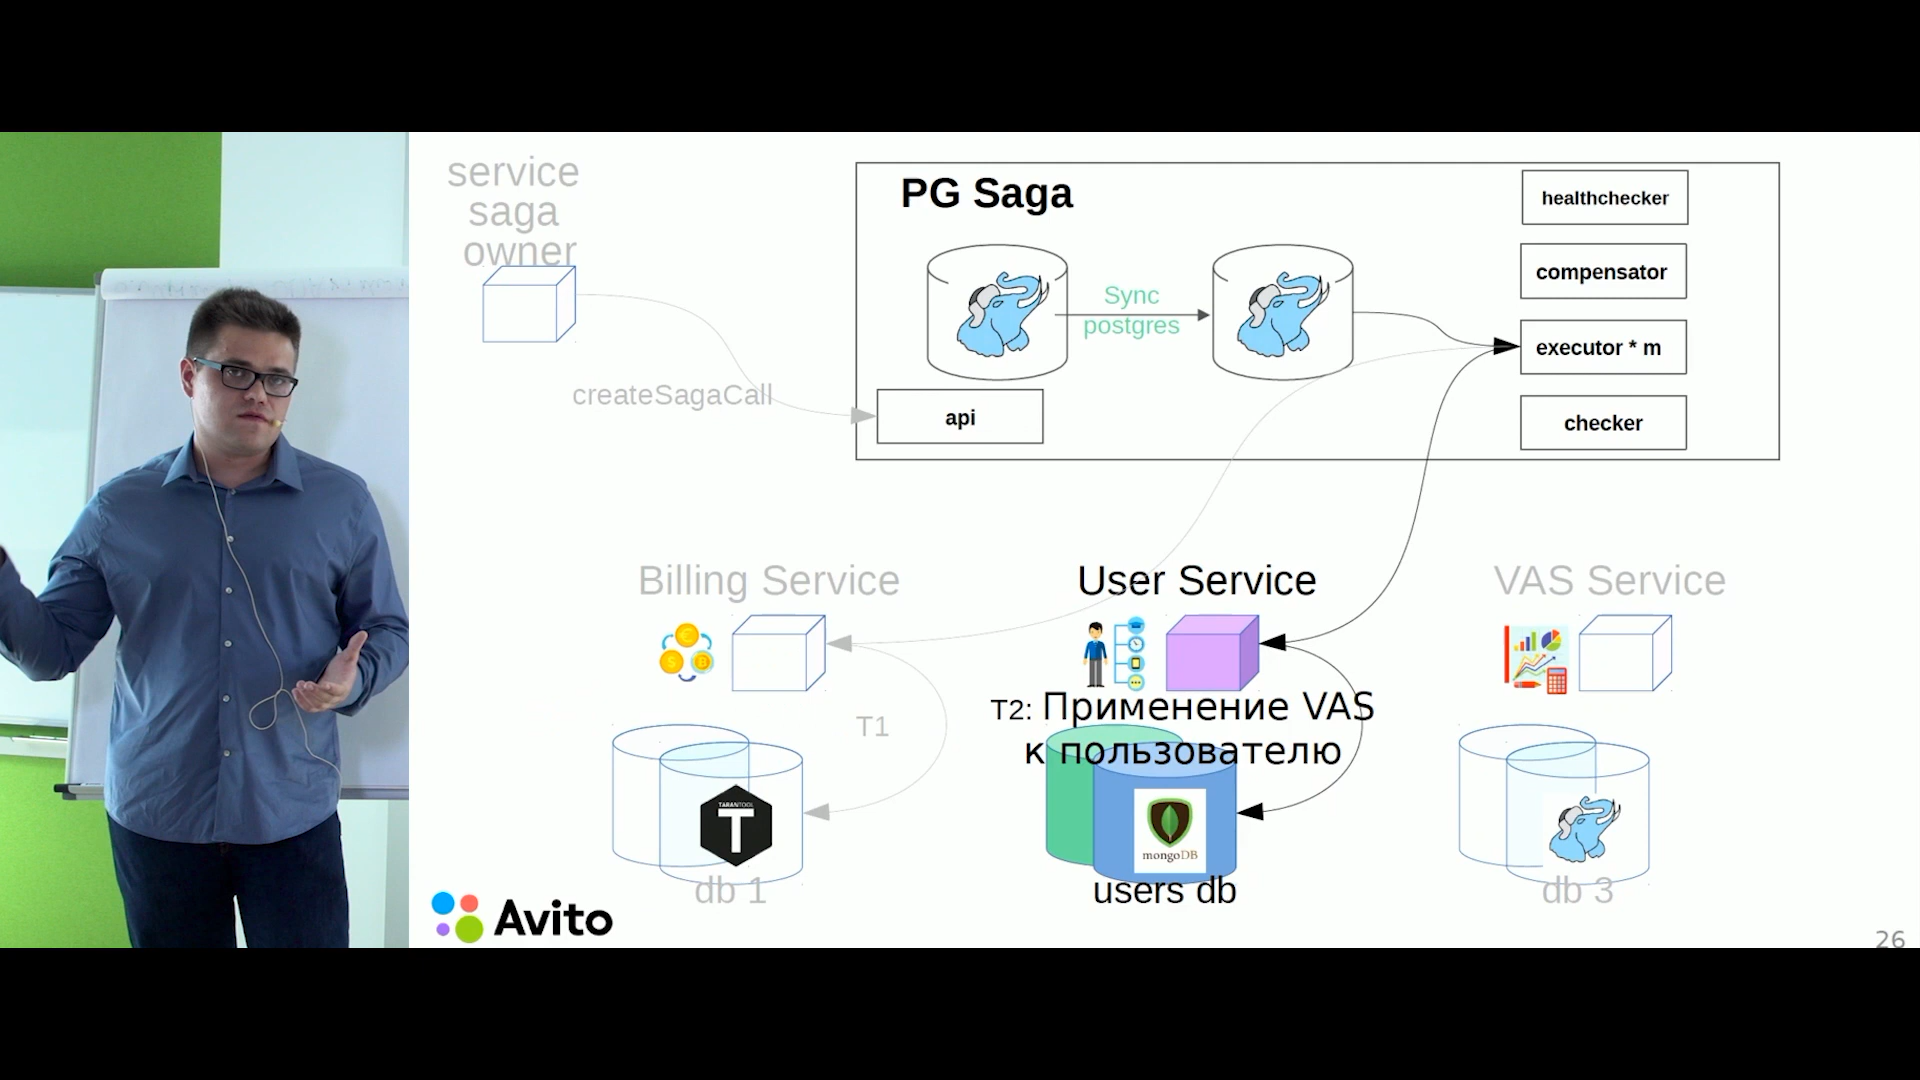 service
saga
owner
PG Saga
healthchecker
compensator
executor * m
checker
Sync
postgres
createSagaCall
api
Billing Service
User Service
VAS Service
T1
T2: Применение VAS
к пользователю
TARANTOOL
T
mongoDB
db 1
users db
db 3
Avito
26